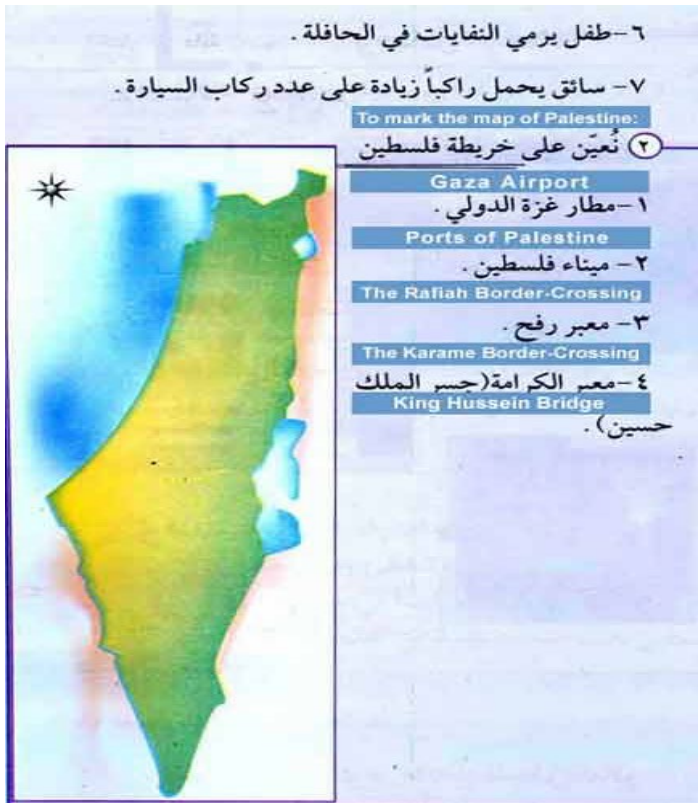 ٦-طفل يرمي النفايات في الحافلة .
٧- سائق يحمل راكباً زيادة على عدد ركاب السيارة .
To mark the map of Palestine:
٢ نُعيّن على خريطة فلسطين
Gaza Airport
١-مطار غزة الدولي .
Ports of Palestine
٢- ميناء فلسطين .
The Rafiah Border-Crossing
٣- معبر رفح .
The Karame Border-Crossing
٤-معبر الكرامة(جسر الملك
King Hussein Bridge
حسين) .